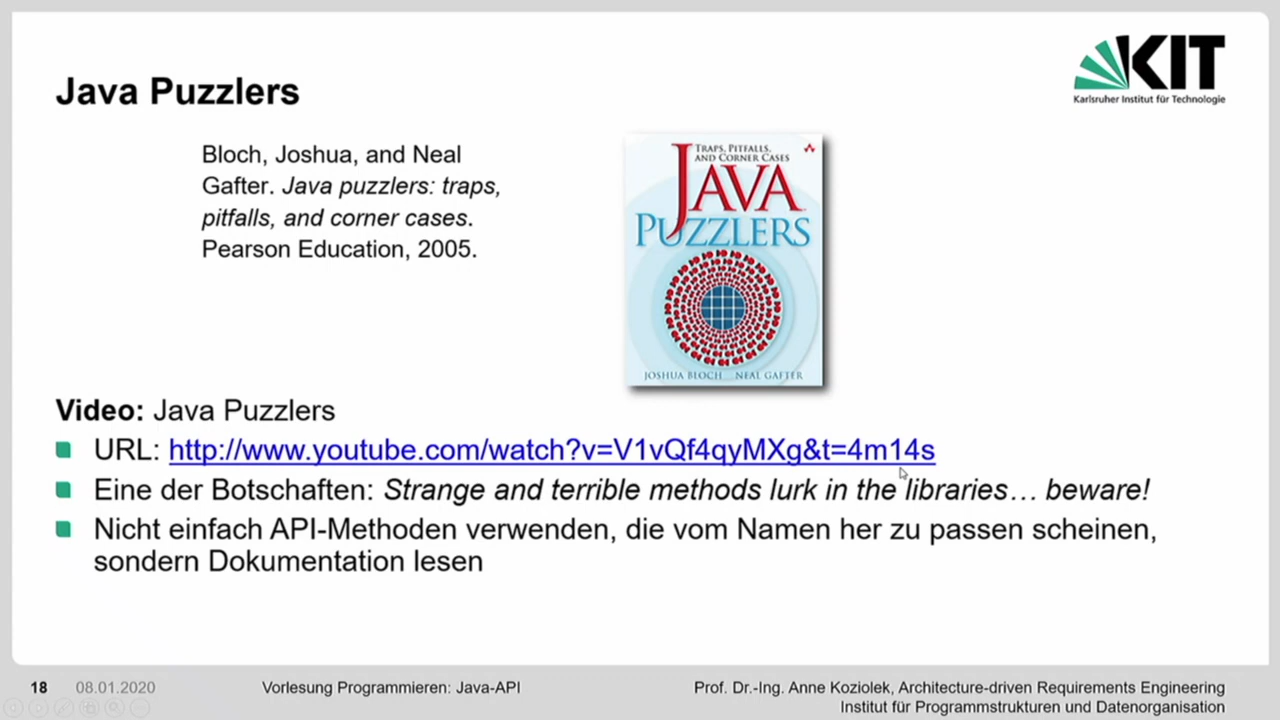 Java Puzzlers
KIT
Karlsruher Institut für Technologie
Bloch, Joshua, and Neal
Gafter. Java puzzlers: traps,
pitfalls, and corner cases.
Pearson Education, 2005.
TRAPS, PITFALLS,
AND CORNER CASES
JAVA
PUZZLERS
JOSHUA BLOCH NEAL GAFTER
Video: Java Puzzlers
URL: http://www.youtube.com/watch?v=V1vQf4qyMXg&t=4m14s
Eine der Botschaften: Strange and terrible methods lurk in the libraries… beware!
Nicht einfach API-Methoden verwenden, die vom Namen her zu passen scheinen,
sondern Dokumentation lesen
18 08.01.2020 Vorlesung Programmieren: Java-API Prof. Dr.-Ing. Anne Koziolek, Architecture-driven Requirements Engineering
Institut für Programmstrukturen und Datenorganisation